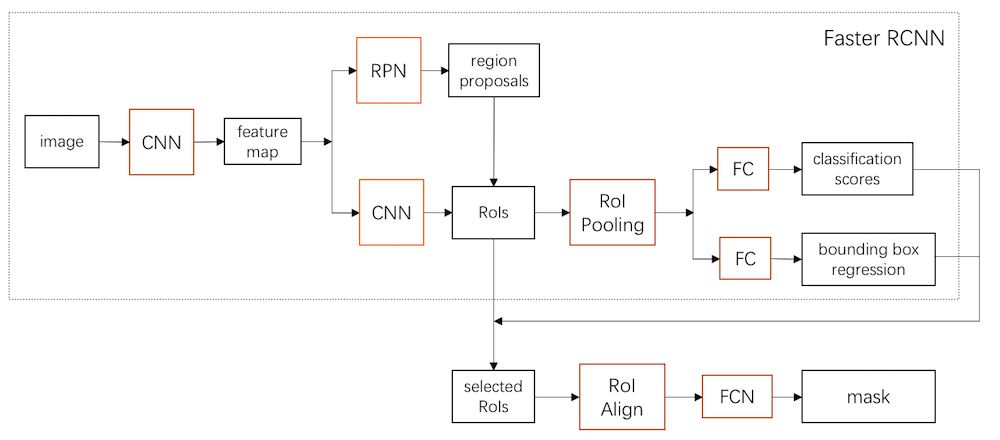 Faster RCNN
image
CNN
feature
map
RPN
region
proposals
CNN
RoIs
RoI
Pooling
FC
classification
scores
FC
bounding box
regression
selected
RoIs
RoI
Align
FCN
mask